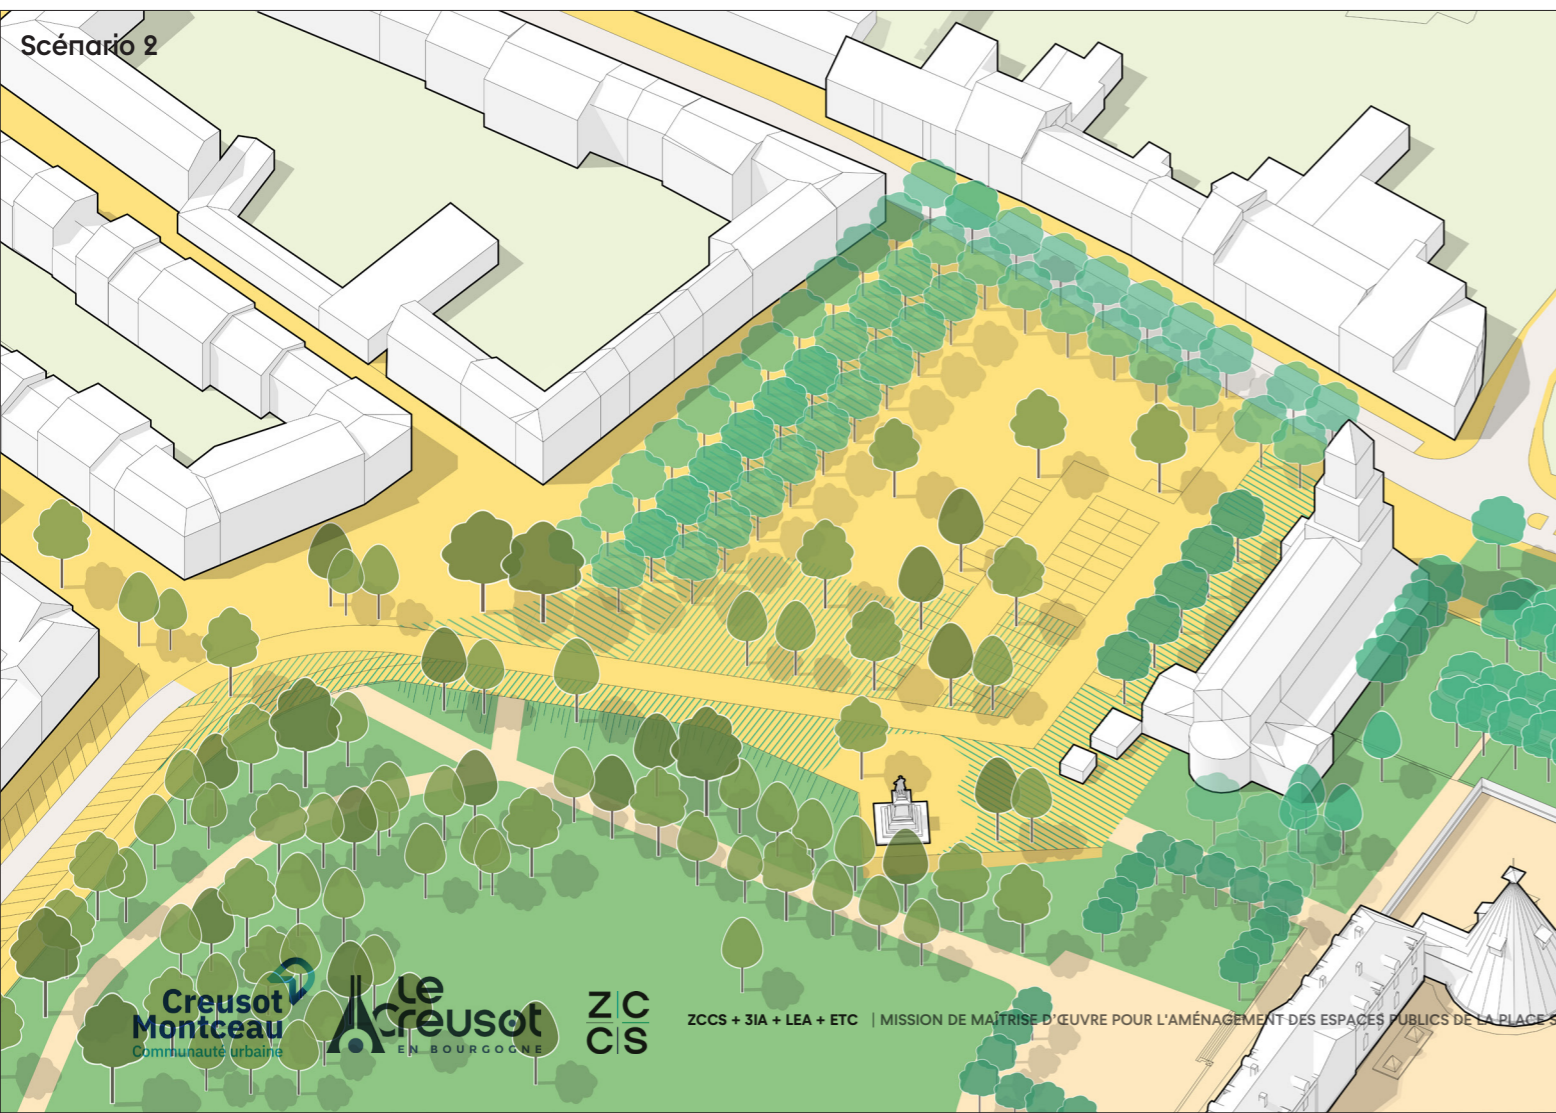 Scénario 2
Creusot
Montceau
Communauté urbaine
Le
Creusot
EN BOURGOGNE
ZC
CS
ZCCS + 3IA + LEA + ETC | MISSION DE MAÎTRISE D'ŒUVRE POUR L'AMÉNAGEMENT DES ESPACES PUBLICS DE LA PLACE S